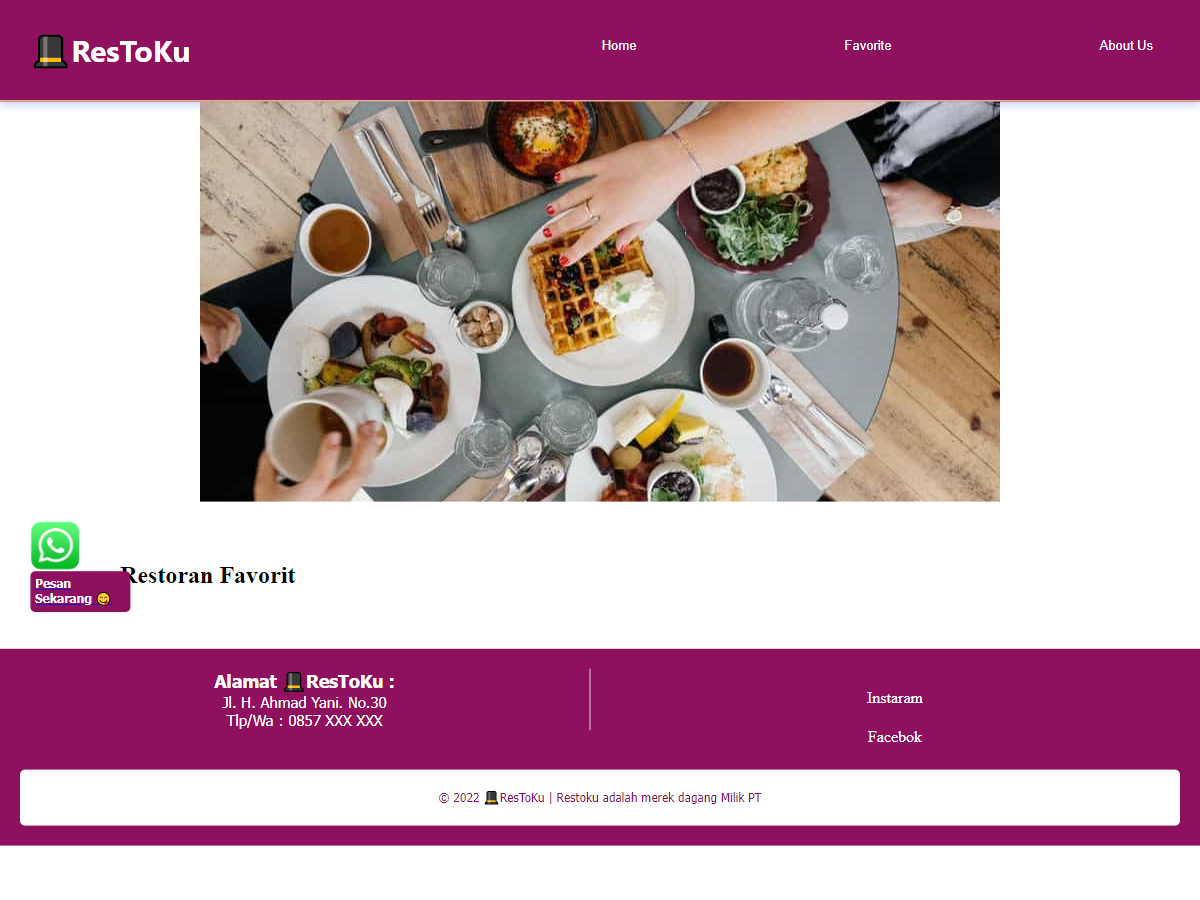 🎩ResToKu
Home
Favorite
About Us
Restoran Favorit
Pesan
Sekarang 😋
Alamat 🎩ResToKu :
Jl. H. Ahmad Yani. No.30
Tlp/Wa : 0857 XXX XXX
Instaram
Facebok
© 2022 🎩ResToKu | Restoku adalah merek dagang Milik PT